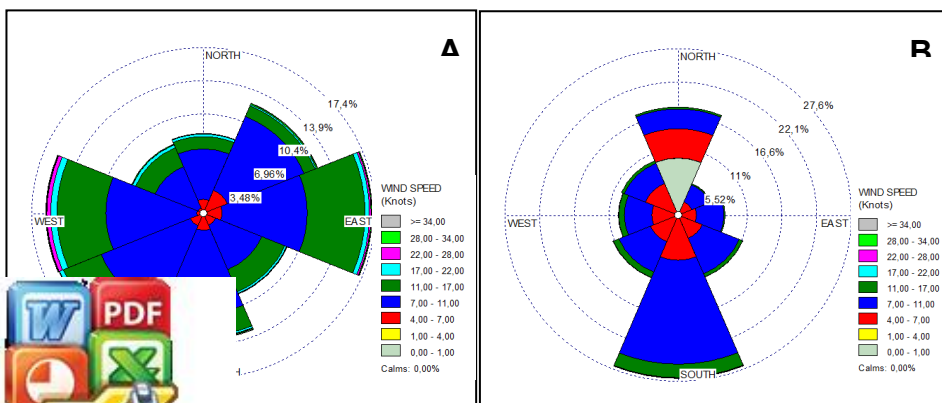 A
NORTH
17,4%
13,9%
10,4%
6,96%
3,48%
WEST
EAST
WIND SPEED
(Knots)
>= 34,00
28,00 - 34,00
22,00 - 28,00
17,00 - 22,00
11,00 - 17,00
7,00 - 11,00
4,00 - 7,00
1,00 - 4,00
0,00 - 1,00
Calms: 0,00%
W
PDF
X
B
NORTH
27,6%
22,1%
16,6%
11%
5,52%
WEST
EAST
SOUTH
WIND SPEED
(Knots)
>= 34,00
28,00 - 34,00
22,00 - 28,00
17,00 - 22,00
11,00 - 17,00
7,00 - 11,00
4,00 - 7,00
1,00 - 4,00
0,00 - 1,00
Calms: 0,00%